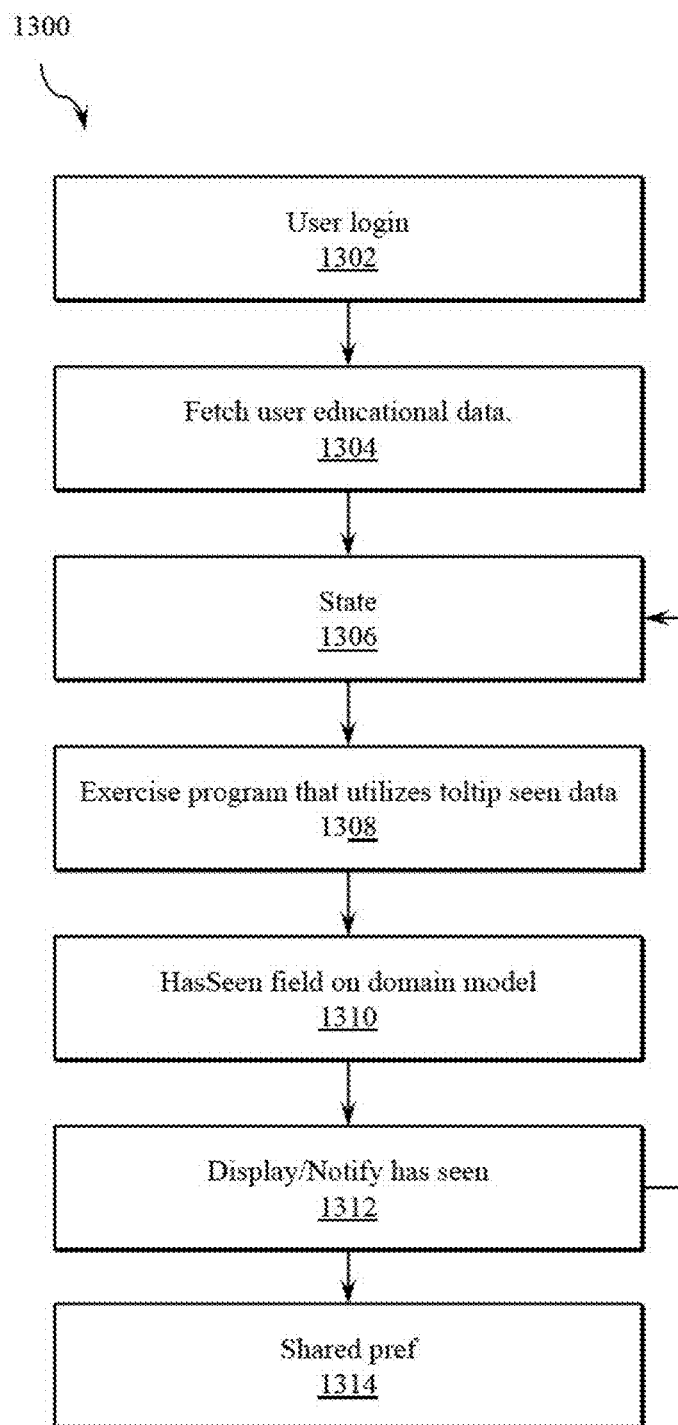 1300
User login
1302
Fetch user educational data.
1304
State
1306
Exercise program that utilizes toltip seen data
1308
HasSeen field on domain model
1310
Display/Notify has seen
1312
Shared pref
1314